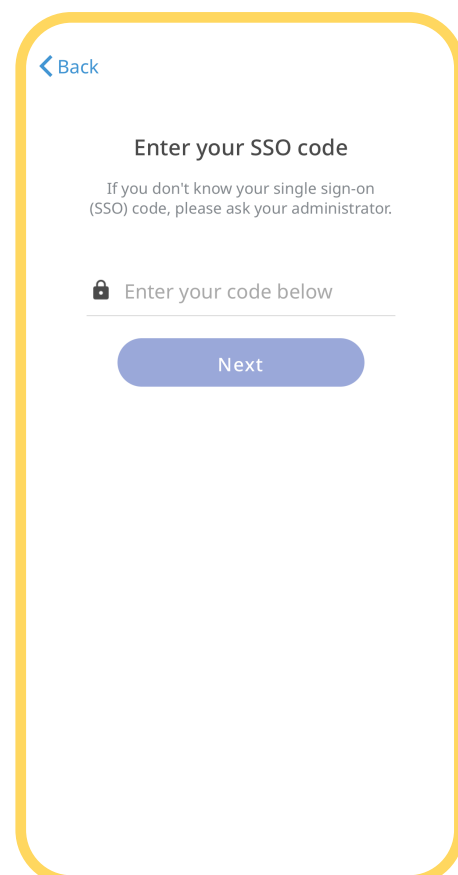 Back
Enter your SSO code
If you don't know your single sign-on
(SSO) code, please ask your administrator.
Enter your code below
Next